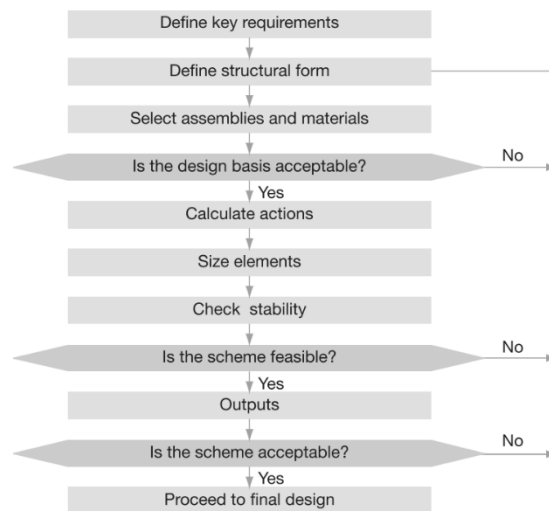 Define key requirements
Define structural form
Select assemblies and materials
Is the design basis acceptable?
No
Yes
Calculate actions
Size elements
Check stability
Is the scheme feasible?
No
Yes
Outputs
Is the scheme acceptable?
No
Yes
Proceed to final design